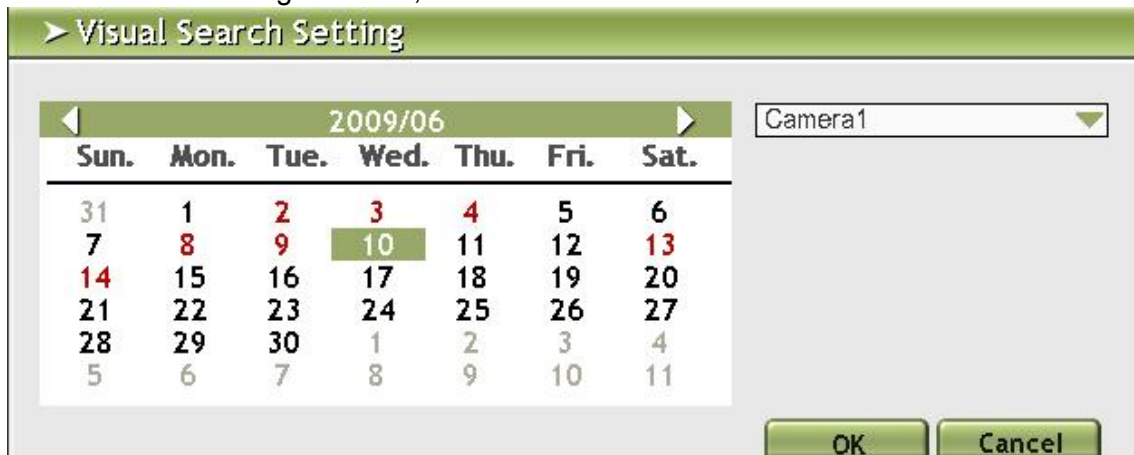 ➢ Visual Search Setting
2009/06
Camera1
Sun. Mon. Tue. Wed. Thu. Fri. Sat.
31 1 2 3 4 5 6
7 8 9 10 11 12 13
14 15 16 17 18 19 20
21 22 23 24 25 26 27
28 29 30 1 2 3 4
5 6 7 8 9 10 11
OK Cancel